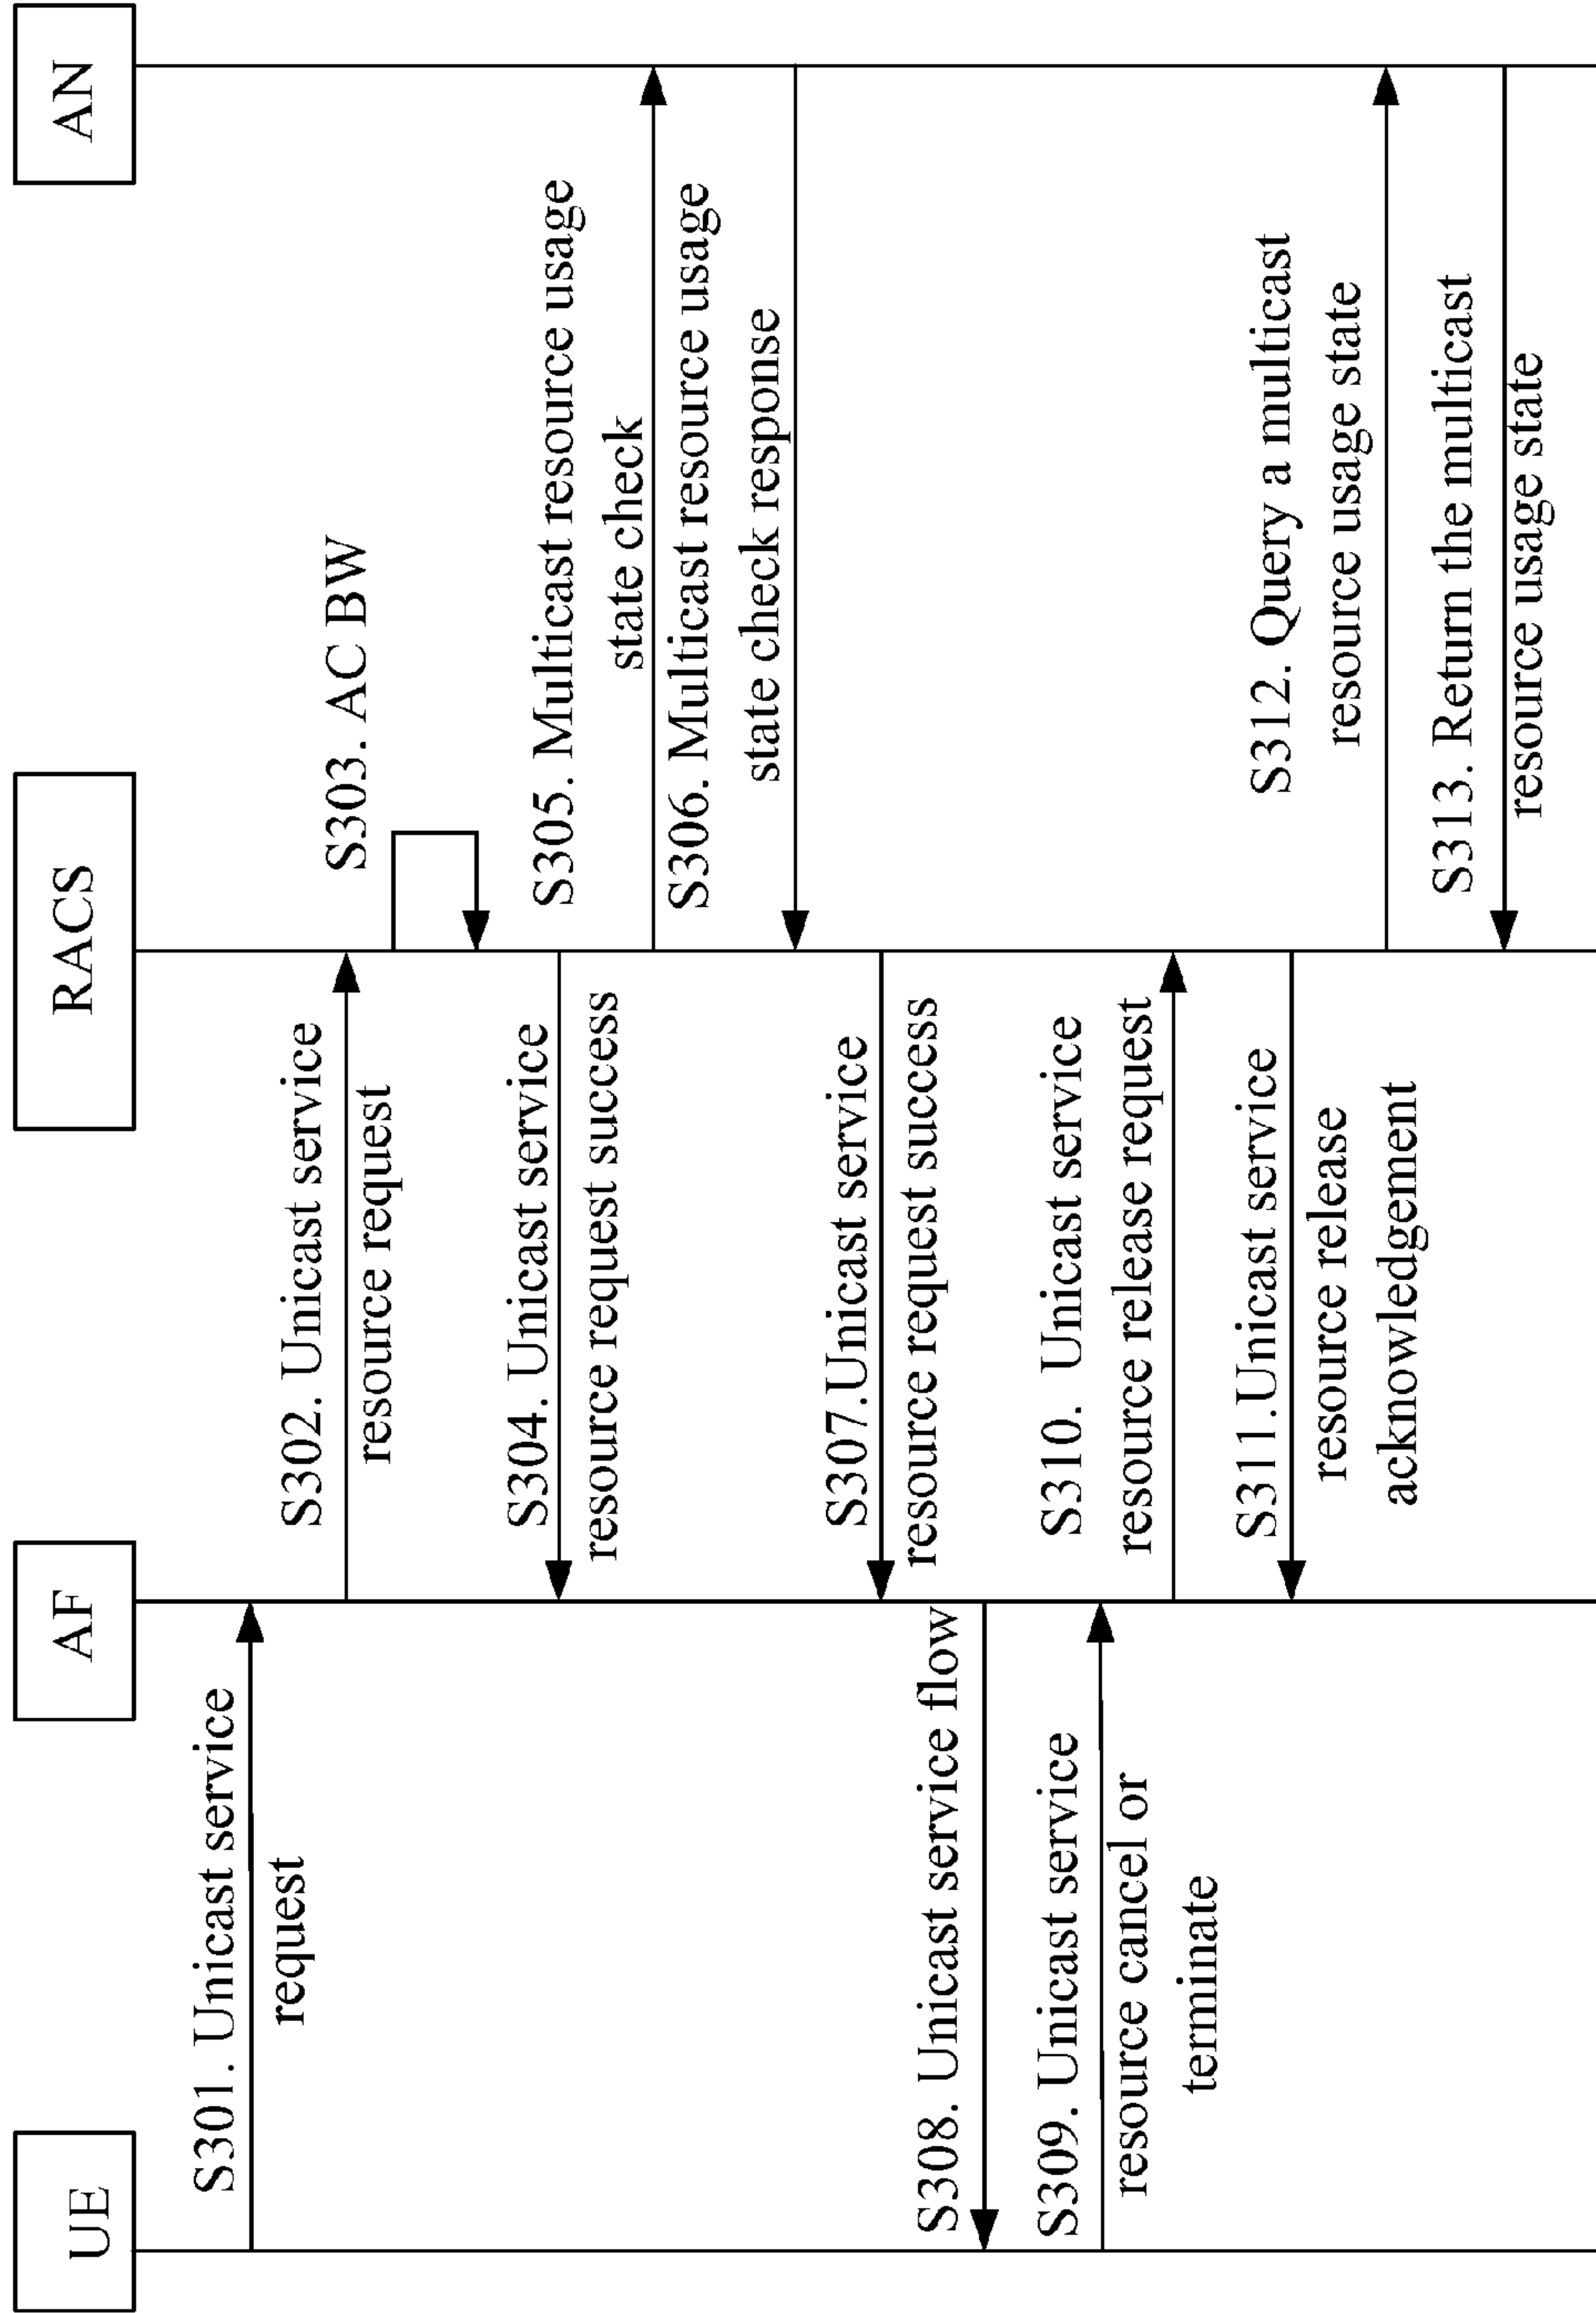 UE
AF
RACS
AN
S301. Unicast service
request
S302. Unicast service
resource request
S303. AC BW
S304. Unicast service
resource request success
S305. Multicast resource usage
state check
S306. Multicast resource usage
state check response
S307.Unicast service
resource request success
S308. Unicast service flow
S309. Unicast service
resource cancel or
terminate
S310. Unicast service
resource release request
S311.Unicast service
resource release
acknowledgement
S312. Query a multicast
resource usage state
S313. Return the multicast
resource usage state